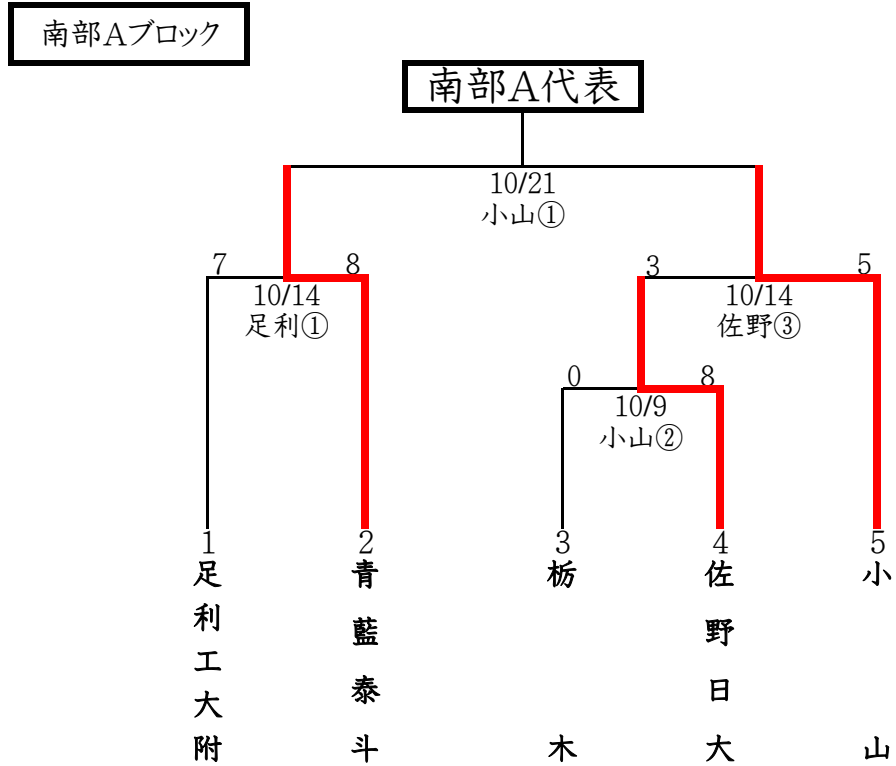 南部Aブロック
南部A代表
10/21
小山①
7
8
10/14
足利①
3
5
10/14
佐野③
0
8
10/9
小山②
1
2
3
4
5
足利工大附
青藍泰斗
栃木
佐野日大
小山